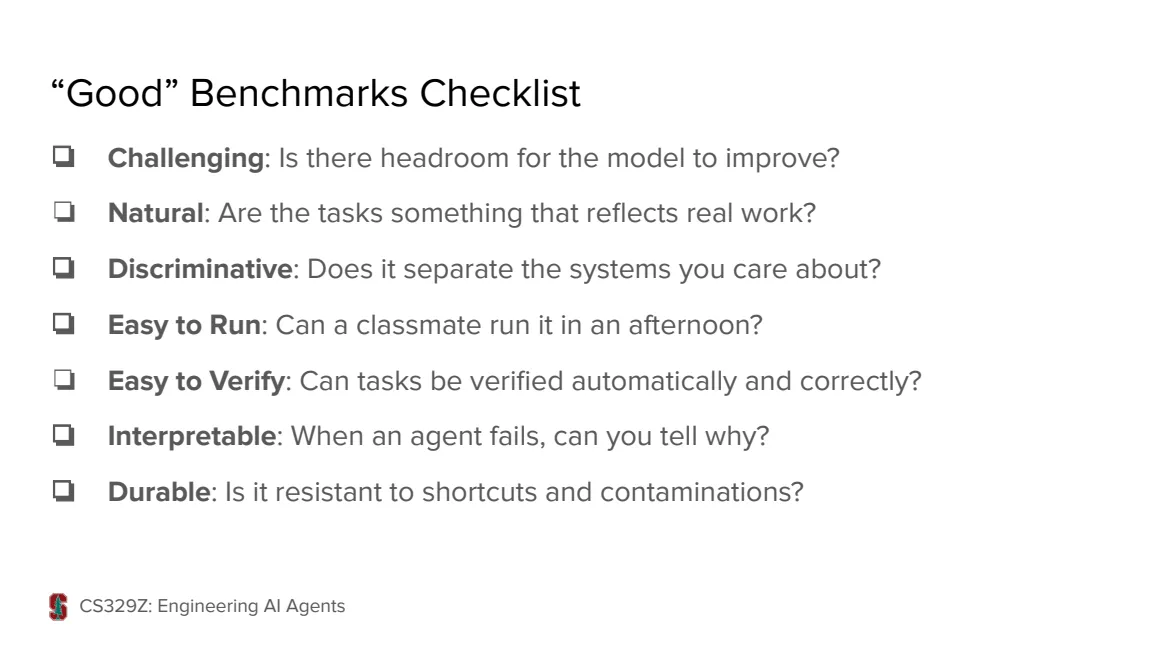 “Good” Benchmarks Checklist
❏ Challenging: Is there headroom for the model to improve?
❏ Natural: Are the tasks something that reflects real work?
❏ Discriminative: Does it separate the systems you care about?
❏ Easy to Run: Can a classmate run it in an afternoon?
❏ Easy to Verify: Can tasks be verified automatically and correctly?
❏ Interpretable: When an agent fails, can you tell why?
❏ Durable: Is it resistant to shortcuts and contaminations?
CS329Z: Engineering AI Agents